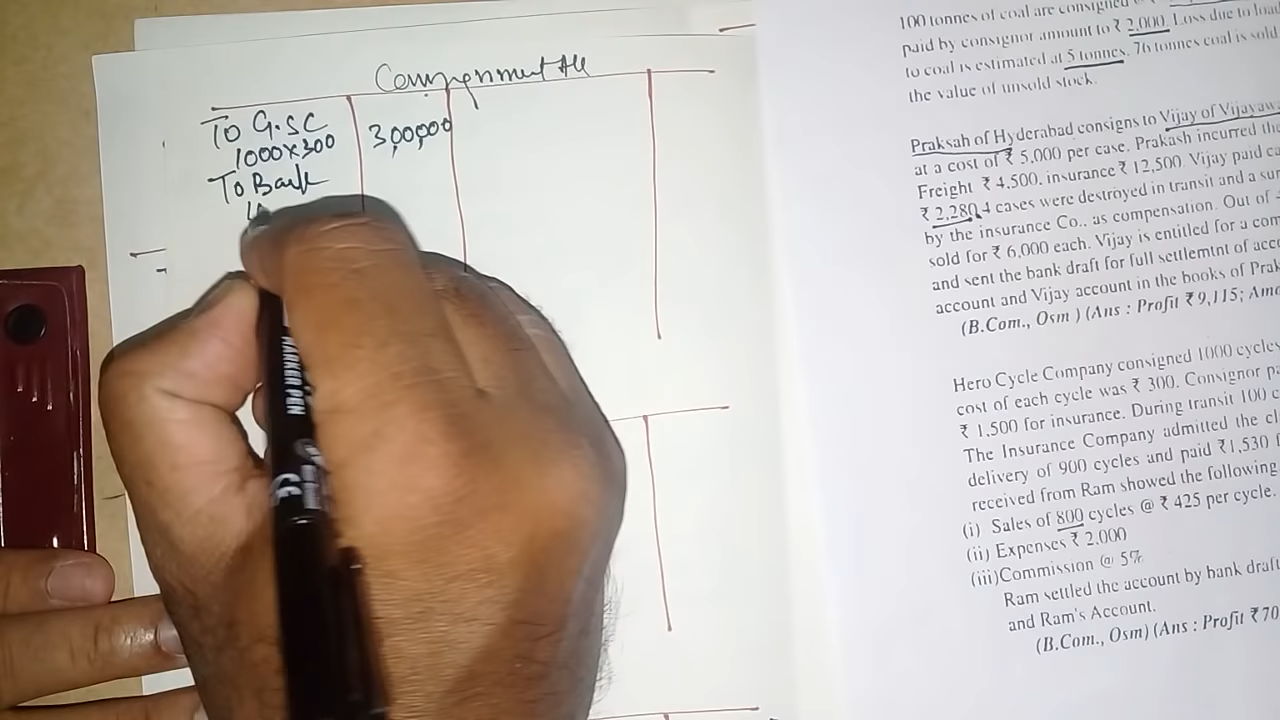 Consignment A/c
To G.S.C
1000x300
3,00,000
To Bank
100 tonnes of coal are consigned
paid by consignor amount to ₹ 2,000. Loss due to load
to coal is estimated at 5 tonnes. 76 tonnes coal is sold
the value of unsold stock.
Praksah of Hyderabad consigns to Vijay of Vijayaw
at a cost of ₹ 5,000 per case. Prakash incurred the
Freight ₹ 4,500, insurance ₹ 12,500. Vijay paid ca
₹ 2,280. 4 cases were destroyed in transit and a sur
by the insurance Co., as compensation. Out of
sold for ₹ 6,000 each. Vijay is entitled for a com
and sent the bank draft for full settlemtnt of acc
account and Vijay account in the books of Prak
(B.Com., Osm ) (Ans : Profit ₹ 9,115; Amo
Hero Cycle Company consigned 1000 cycles
cost of each cycle was ₹ 300. Consignor pa
₹ 1,500 for insurance. During transit 100 c
The Insurance Company admitted the cl
delivery of 900 cycles and paid ₹1,530
received from Ram showed the following
(i) Sales of 800 cycles @ ₹ 425 per cycle.
(ii) Expenses ₹ 2,000
(iii)Commission @ 5%
Ram settled the account by bank draft
and Ram's Account.
(B.Com., Osm) (Ans : Profit ₹ 70
MARKER PEN
CE